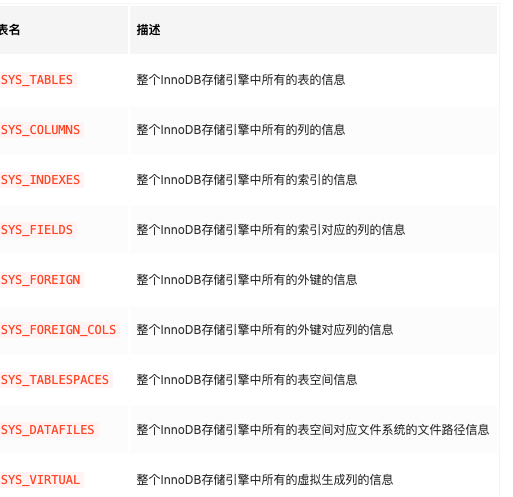 表名 描述
SYS_TABLES 整个InnoDB存储引擎中所有的表的信息
SYS_COLUMNS 整个InnoDB存储引擎中所有的列的信息
SYS_INDEXES 整个InnoDB存储引擎中所有的索引的信息
SYS_FIELDS 整个InnoDB存储引擎中所有的索引对应的列的信息
SYS_FOREIGN 整个InnoDB存储引擎中所有的外键的信息
SYS_FOREIGN_COLS 整个InnoDB存储引擎中所有的外键对应列的信息
SYS_TABLESPACES 整个InnoDB存储引擎中所有的表空间信息
SYS_DATAFILES 整个InnoDB存储引擎中所有的表空间对应文件系统的文件路径信息
SYS_VIRTUAL 整个InnoDB存储引擎中所有的虚拟生成列的信息